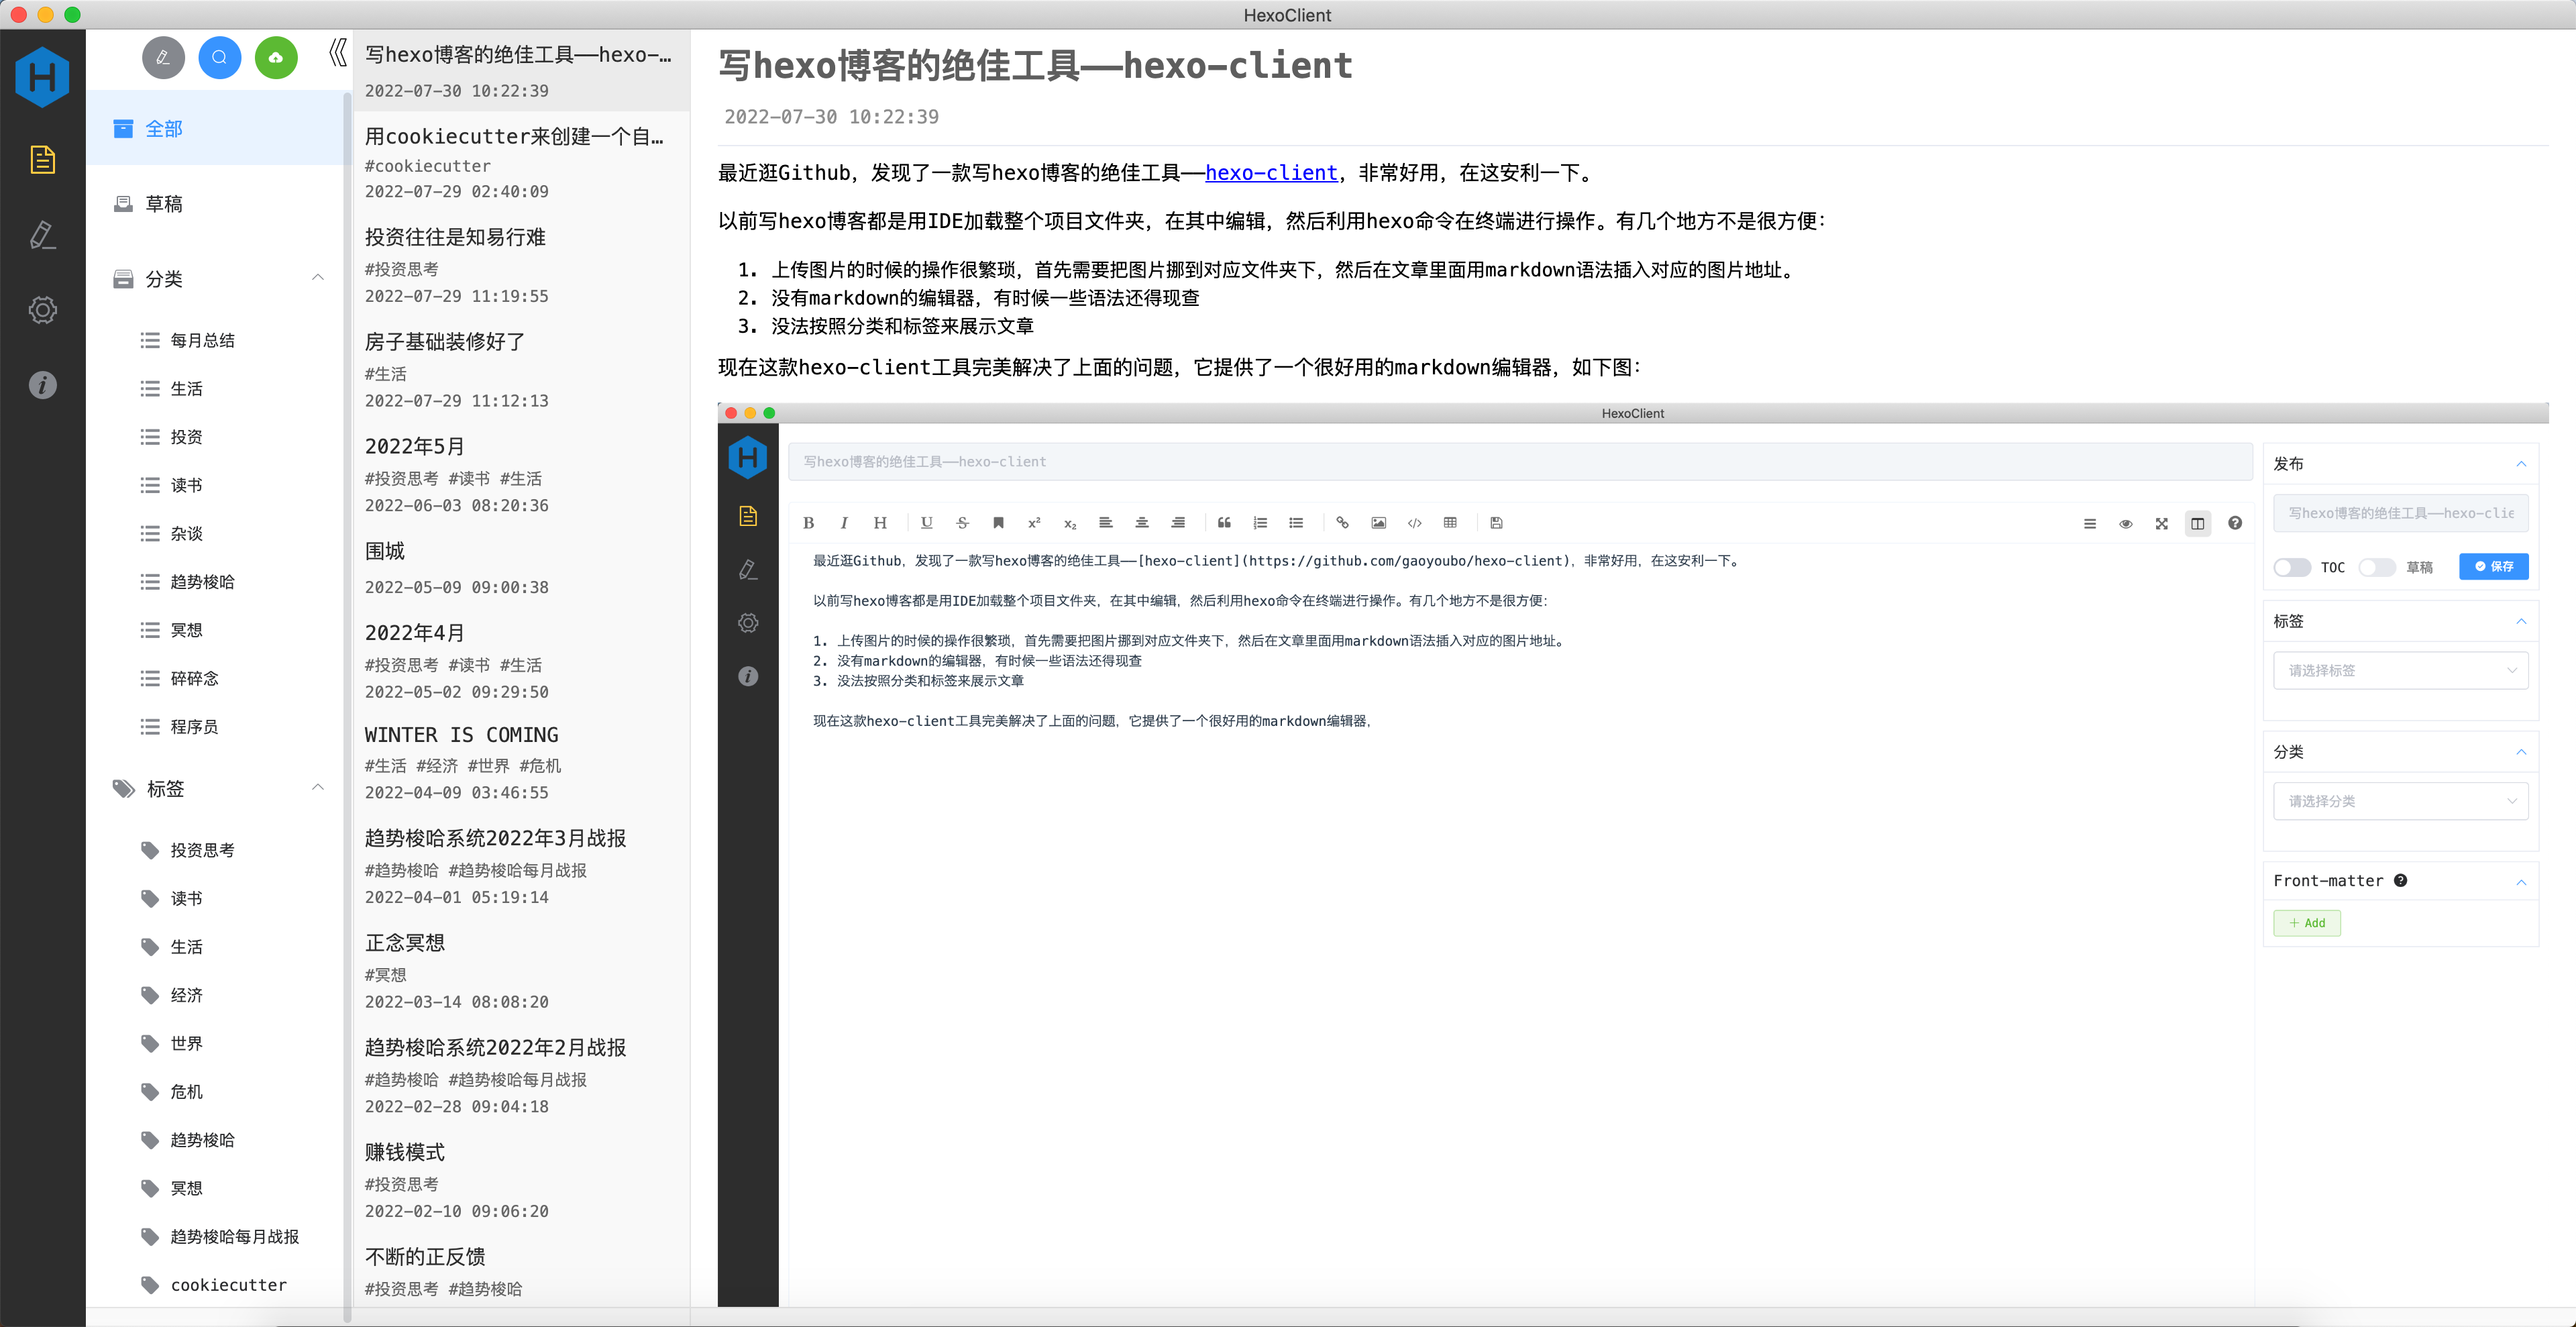 HexoClient
全部
草稿
分类
每月总结
生活
投资
读书
杂谈
趋势梭哈
冥想
碎碎念
程序员
标签
投资思考
读书
生活
经济
世界
危机
趋势梭哈
冥想
趋势梭哈每月战报
cookiecutter
写hexo博客的绝佳工具——hexo-...
2022-07-30 10:22:39
用cookiecutter来创建一个自...
#cookiecutter
2022-07-29 02:40:09
投资往往是知易行难
#投资思考
2022-07-29 11:19:55
房子基础装修好了
#生活
2022-07-29 11:12:13
2022年5月
#投资思考 #读书 #生活
2022-06-03 08:20:36
围城
2022-05-09 09:00:38
2022年4月
#投资思考 #读书 #生活
2022-05-02 09:29:50
WINTER IS COMING
#生活 #经济 #世界 #危机
2022-04-09 03:46:55
趋势梭哈系统2022年3月战报
#趋势梭哈 #趋势梭哈每月战报
2022-04-01 05:19:14
正念冥想
#冥想
2022-03-14 08:08:20
趋势梭哈系统2022年2月战报
#趋势梭哈 #趋势梭哈每月战报
2022-02-28 09:04:18
赚钱模式
#投资思考
2022-02-10 09:06:20
不断的正反馈
#投资思考 #趋势梭哈
写hexo博客的绝佳工具——hexo-client
2022-07-30 10:22:39
最近逛Github，发现了一款写hexo博客的绝佳工具——hexo-client，非常好用，在这安利一下。
以前写hexo博客都是用IDE加载整个项目文件夹，在其中编辑，然后利用hexo命令在终端进行操作。有几个地方不是很方便：
1. 上传图片的时候的操作很繁琐，首先需要把图片挪到对应文件夹下，然后在文章里面用markdown语法插入对应的图片地址。
2. 没有markdown的编辑器，有时候一些语法还得现查
3. 没法按照分类和标签来展示文章
现在这款hexo-client工具完美解决了上面的问题，它提供了一个很好用的markdown编辑器，如下图：
HexoClient
写hexo博客的绝佳工具——hexo-client
B I H U S x² x₂
最近逛Github，发现了一款写hexo博客的绝佳工具——[hexo-client](https://github.com/gaoyoubo/hexo-client)，非常好用，在这安利一下。
以前写hexo博客都是用IDE加载整个项目文件夹，在其中编辑，然后利用hexo命令在终端进行操作。有几个地方不是很方便：
1. 上传图片的时候的操作很繁琐，首先需要把图片挪到对应文件夹下，然后在文章里面用markdown语法插入对应的图片地址。
2. 没有markdown的编辑器，有时候一些语法还得现查
3. 没法按照分类和标签来展示文章
现在这款hexo-client工具完美解决了上面的问题，它提供了一个很好用的markdown编辑器，
发布
写hexo博客的绝佳工具——hexo-clie
TOC 草稿 保存
标签
请选择标签
分类
请选择分类
Front-matter
+ Add